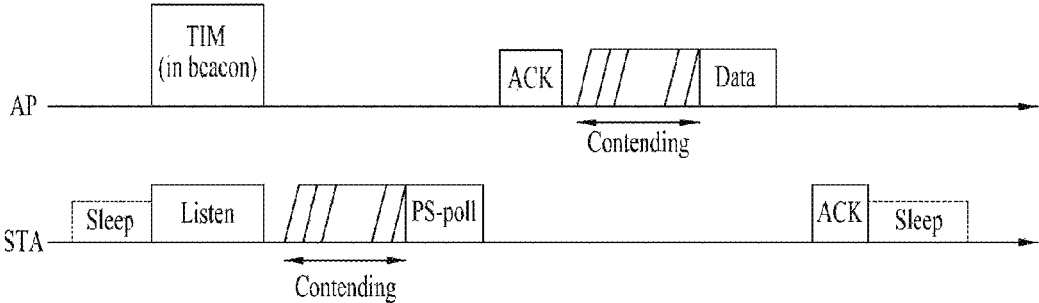 TIM
(in bcacon)
ACK
Data
AP
Contending
Sleep
Listen
PS-poll
ACK
Sleep
STA
Contending